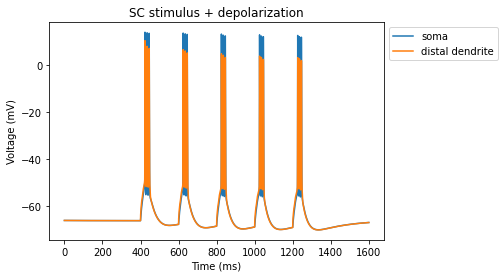 SC stimulus + depolarization
soma
distal dendrite
Voltage (mV)
0
−20
−40
−60
0 200 400 600 800 1000 1200 1400 1600
Time (ms)